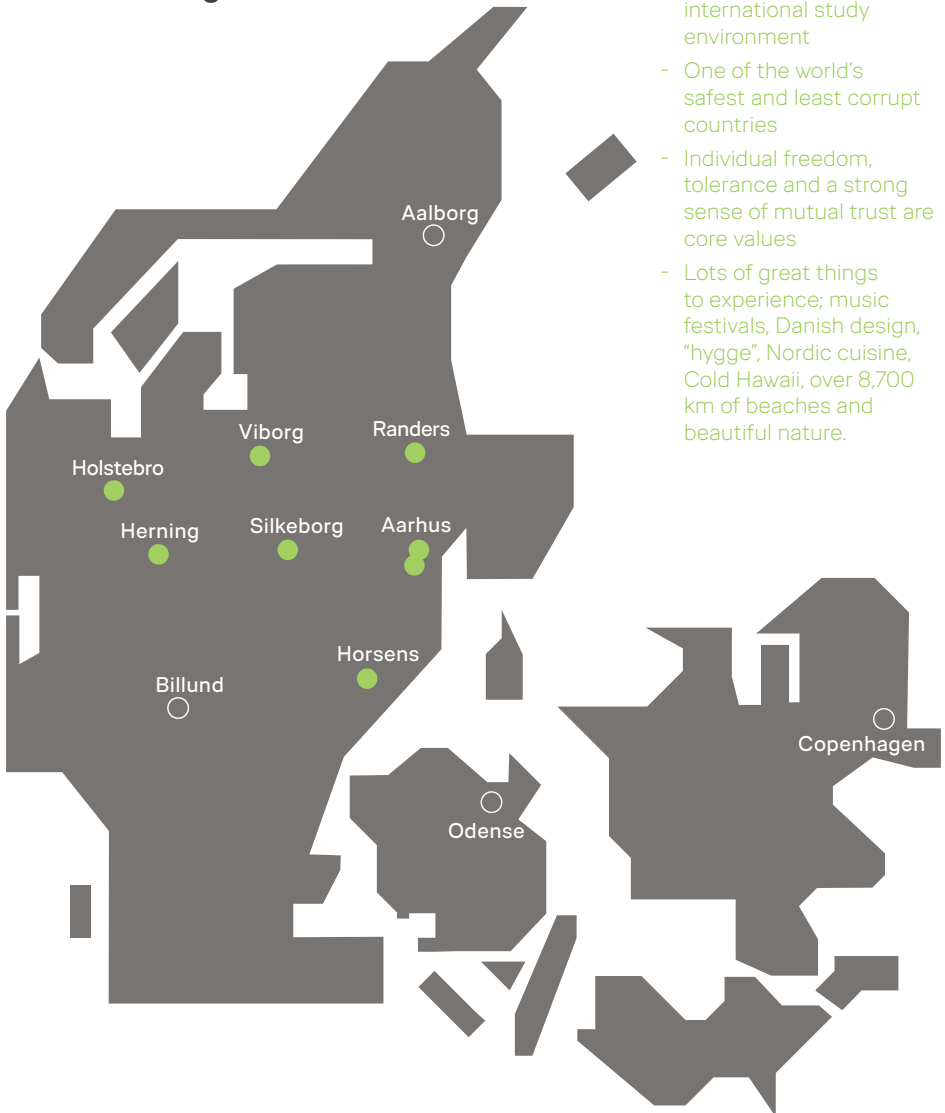 international study
environment
- One of the world's
safest and least corrupt
countries
- Individual freedom,
tolerance and a strong
sense of mutual trust are
core values
- Lots of great things
to experience; music
festivals, Danish design,
“hygge”, Nordic cuisine,
Cold Hawaii, over 8,700
km of beaches and
beautiful nature.
Aalborg
Viborg
Randers
Holstebro
Herning
Silkeborg
Aarhus
Horsens
Billund
Copenhagen
Odense